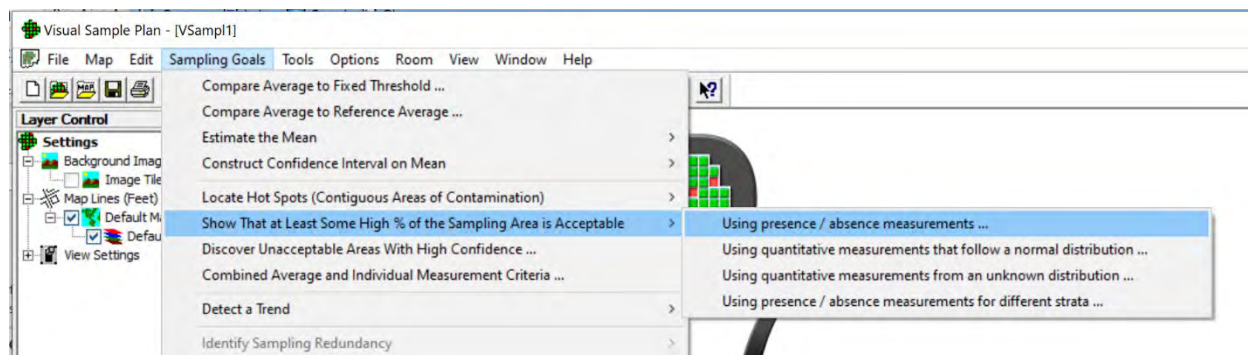 Visual Sample Plan - [VSampl1]
File Map Edit Sampling Goals Tools Options Room View Window Help
MAP
Layer Control
Settings
Background Imag
Image Tile
Map Lines (Feet)
Default M
Defau
View Settings
Compare Average to Fixed Threshold ...
Compare Average to Reference Average ...
Estimate the Mean
Construct Confidence Interval on Mean
Locate Hot Spots (Contiguous Areas of Contamination)
Show That at Least Some High % of the Sampling Area is Acceptable
Discover Unacceptable Areas With High Confidence ...
Combined Average and Individual Measurement Criteria ...
Detect a Trend
Identify Sampling Redundancy
Using presence / absence measurements ...
Using quantitative measurements that follow a normal distribution ...
Using quantitative measurements from an unknown distribution ...
Using presence / absence measurements for different strata ...